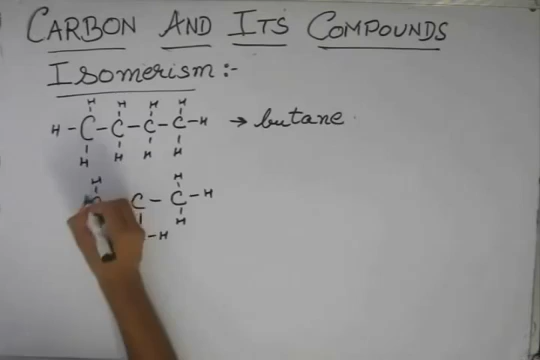 CARBON AND ITS COMPOUNDS
Isomerism :-
H H H H
H - C - C - C - C - H → butane
H H H H
H H
C C - C - H
H
- H